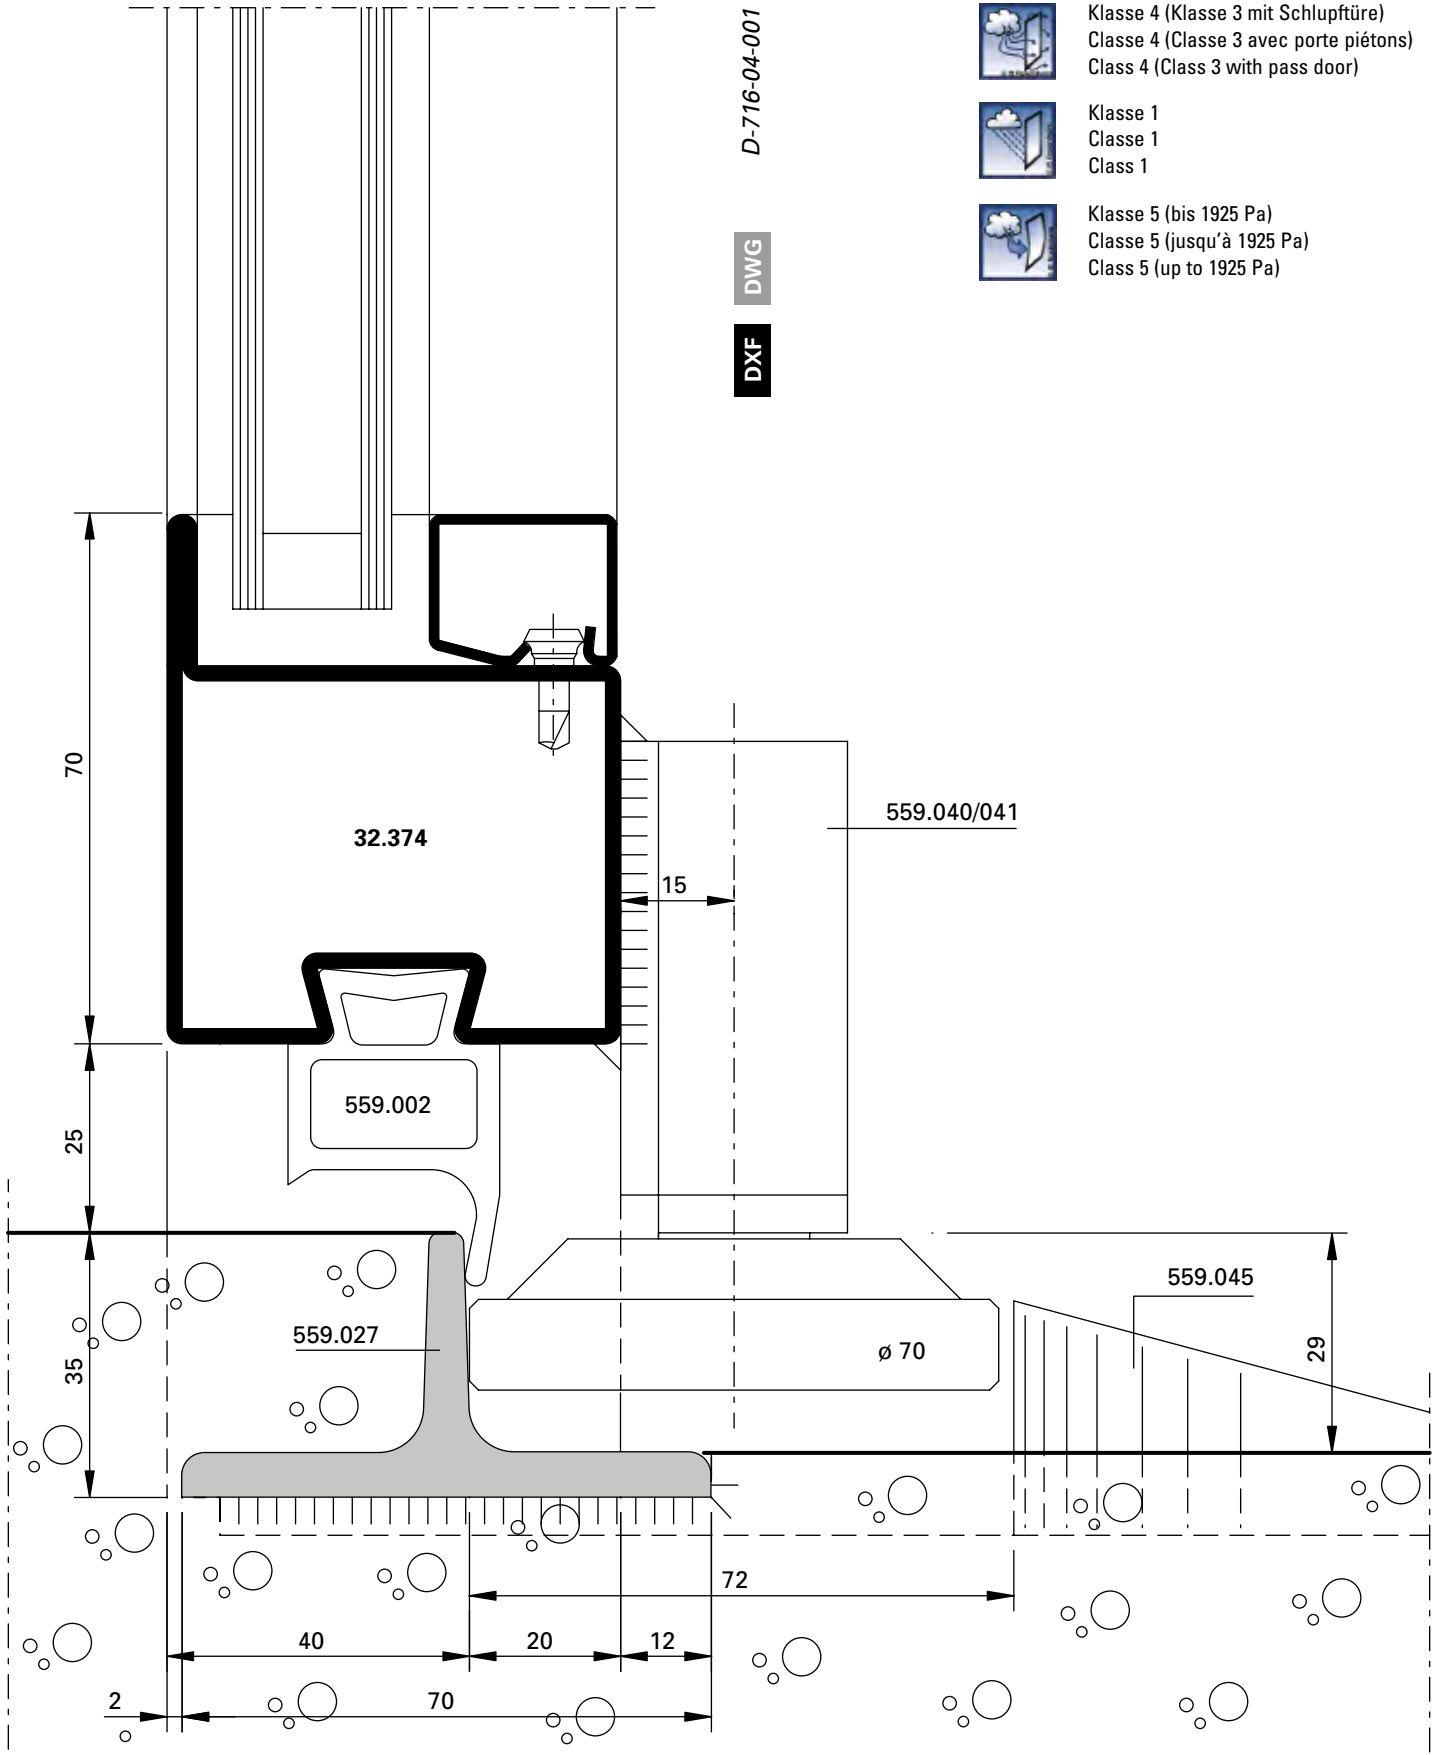 D-716-04-001
DWG
DXF
Klasse 4 (Klasse 3 mit Schlupftüre)
Classe 4 (Classe 3 avec porte piétons)
Class 4 (Class 3 with pass door)
Klasse 1
Classe 1
Class 1
Klasse 5 (bis 1925 Pa)
Classe 5 (jusqu'à 1925 Pa)
Class 5 (up to 1925 Pa)
70
32.374
559.040/041
15
25
559.002
35
559.027
ø 70
559.045
29
72
40
20
12
2
70